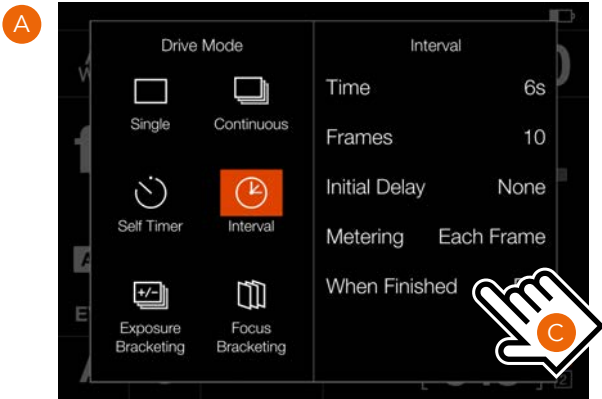 A
Drive Mode
Interval
Single
Continuous
Time 6s
Frames 10
Self Timer
Interval
Initial Delay None
Metering Each Frame
When Finished
Exposure
Bracketing
Focus
Bracketing
C